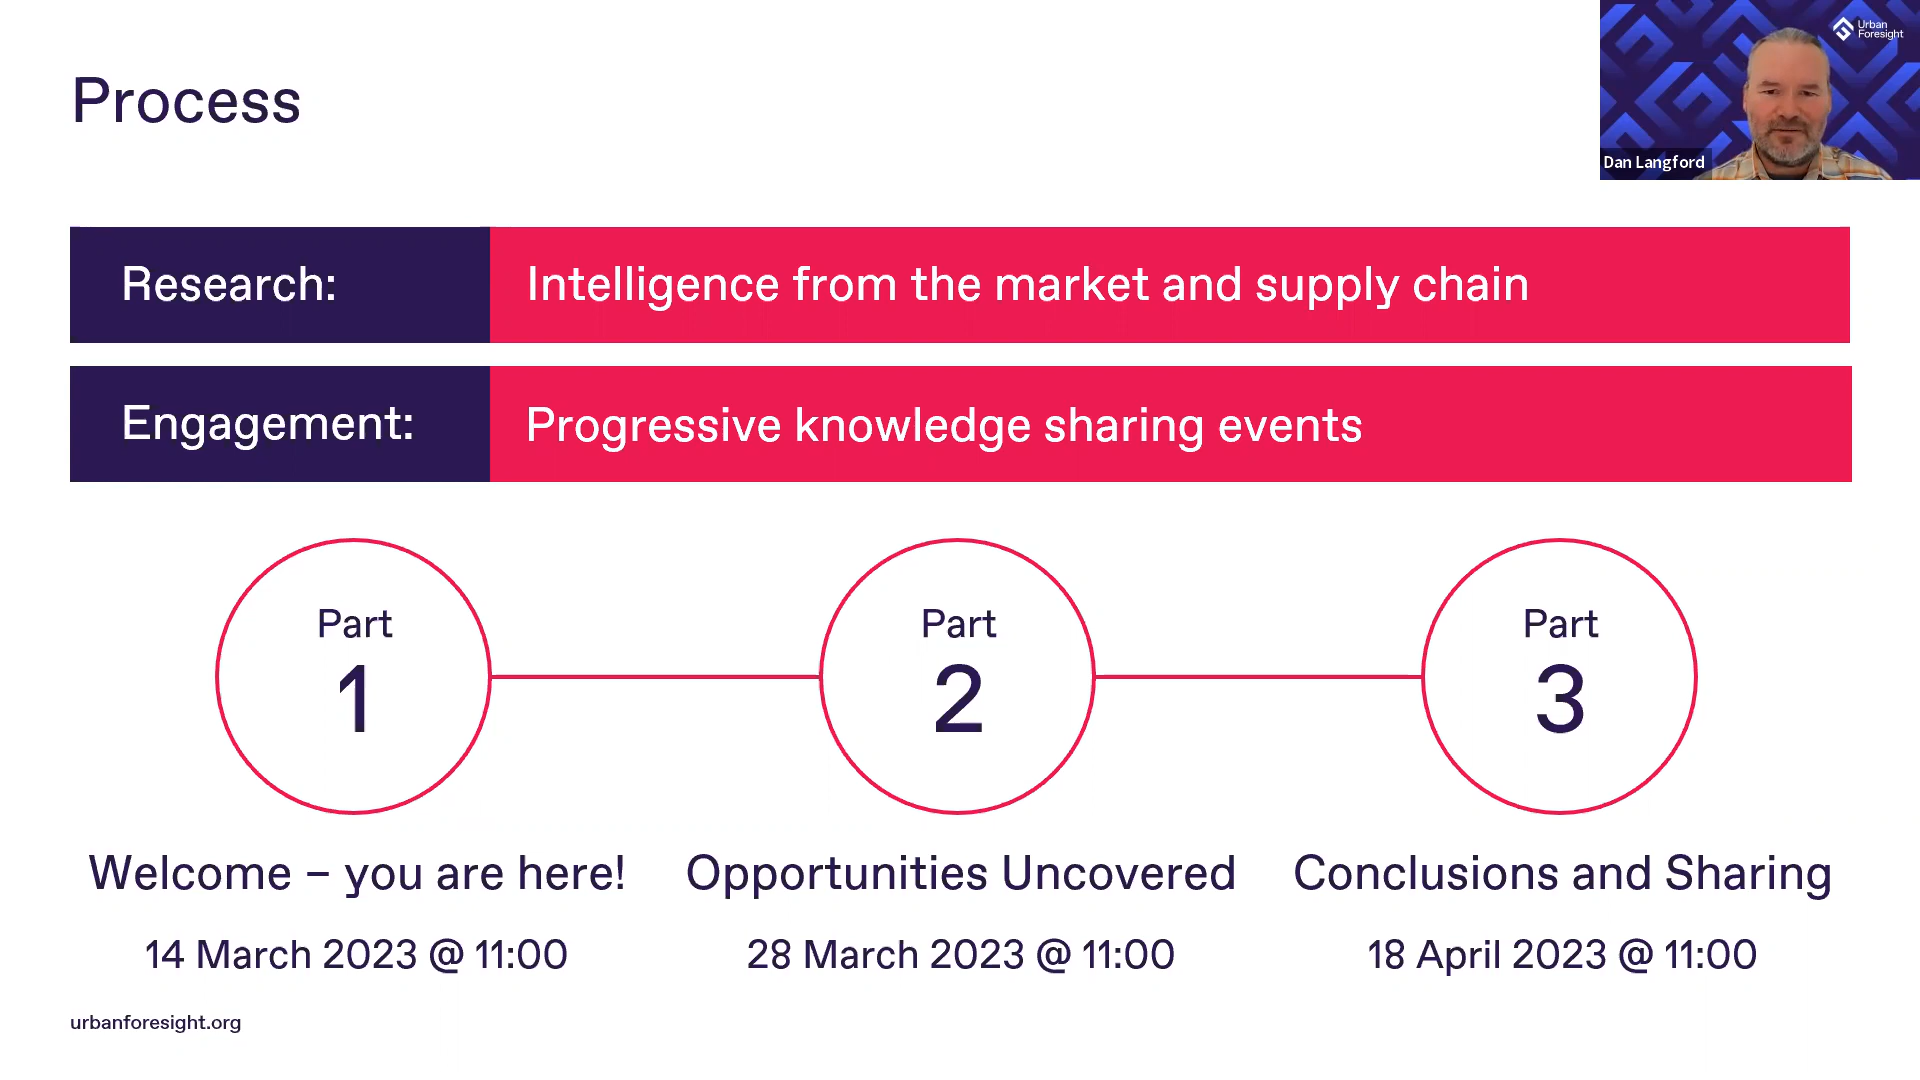 Process
Urban
Foresight
Dan Langford
Research:
Intelligence from the market and supply chain
Engagement:
Progressive knowledge sharing events
Part
1
Part
2
Part
3
Welcome – you are here!
Opportunities Uncovered
Conclusions and Sharing
14 March 2023 @ 11:00
28 March 2023 @ 11:00
18 April 2023 @ 11:00
urbanforesight.org